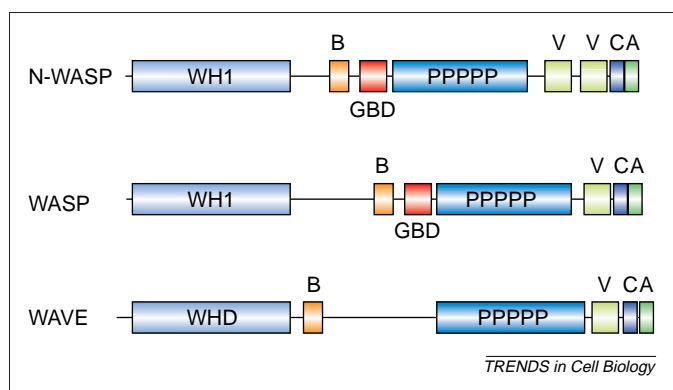 B V V CA
N-WASP WH1 PPPPP
GBD
B V CA
WASP WH1 PPPPP
GBD
B V CA
WAVE WHD PPPPP
TRENDS in Cell Biology